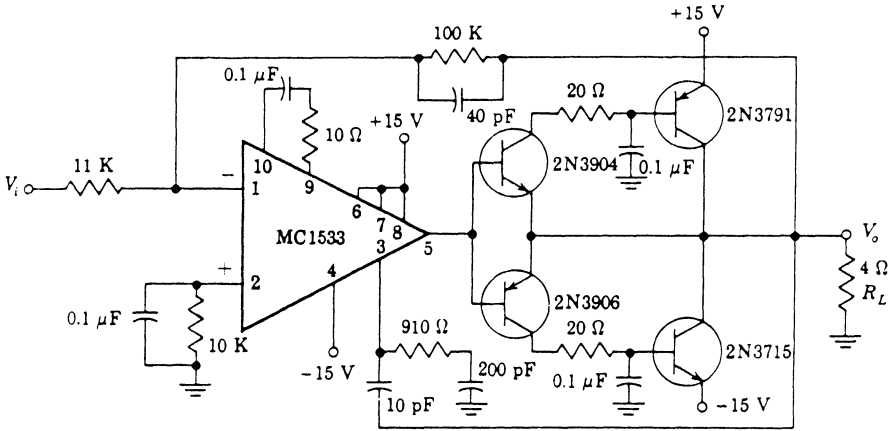 +15 V
100 K
0.1 μF
40 pF
20 Ω
2N3791
10 Ω
+15 V
10
9
2N3904
0.1 μF
11 K
V_i
−
1
6
7
8
MC1533
3
5
V_o
4
+
2
4 Ω
R_L
2N3906
0.1 μF
10 K
910 Ω
20 Ω
2N3715
−15 V
200 pF
0.1 μF
10 pF
−15 V